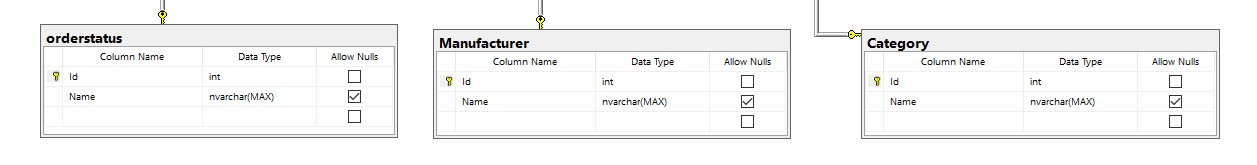 orderstatus
Column Name Data Type Allow Nulls
Id int
Name nvarchar(MAX)
Manufacturer
Column Name Data Type Allow Nulls
Id int
Name nvarchar(MAX)
Category
Column Name Data Type Allow Nulls
Id int
Name nvarchar(MAX)